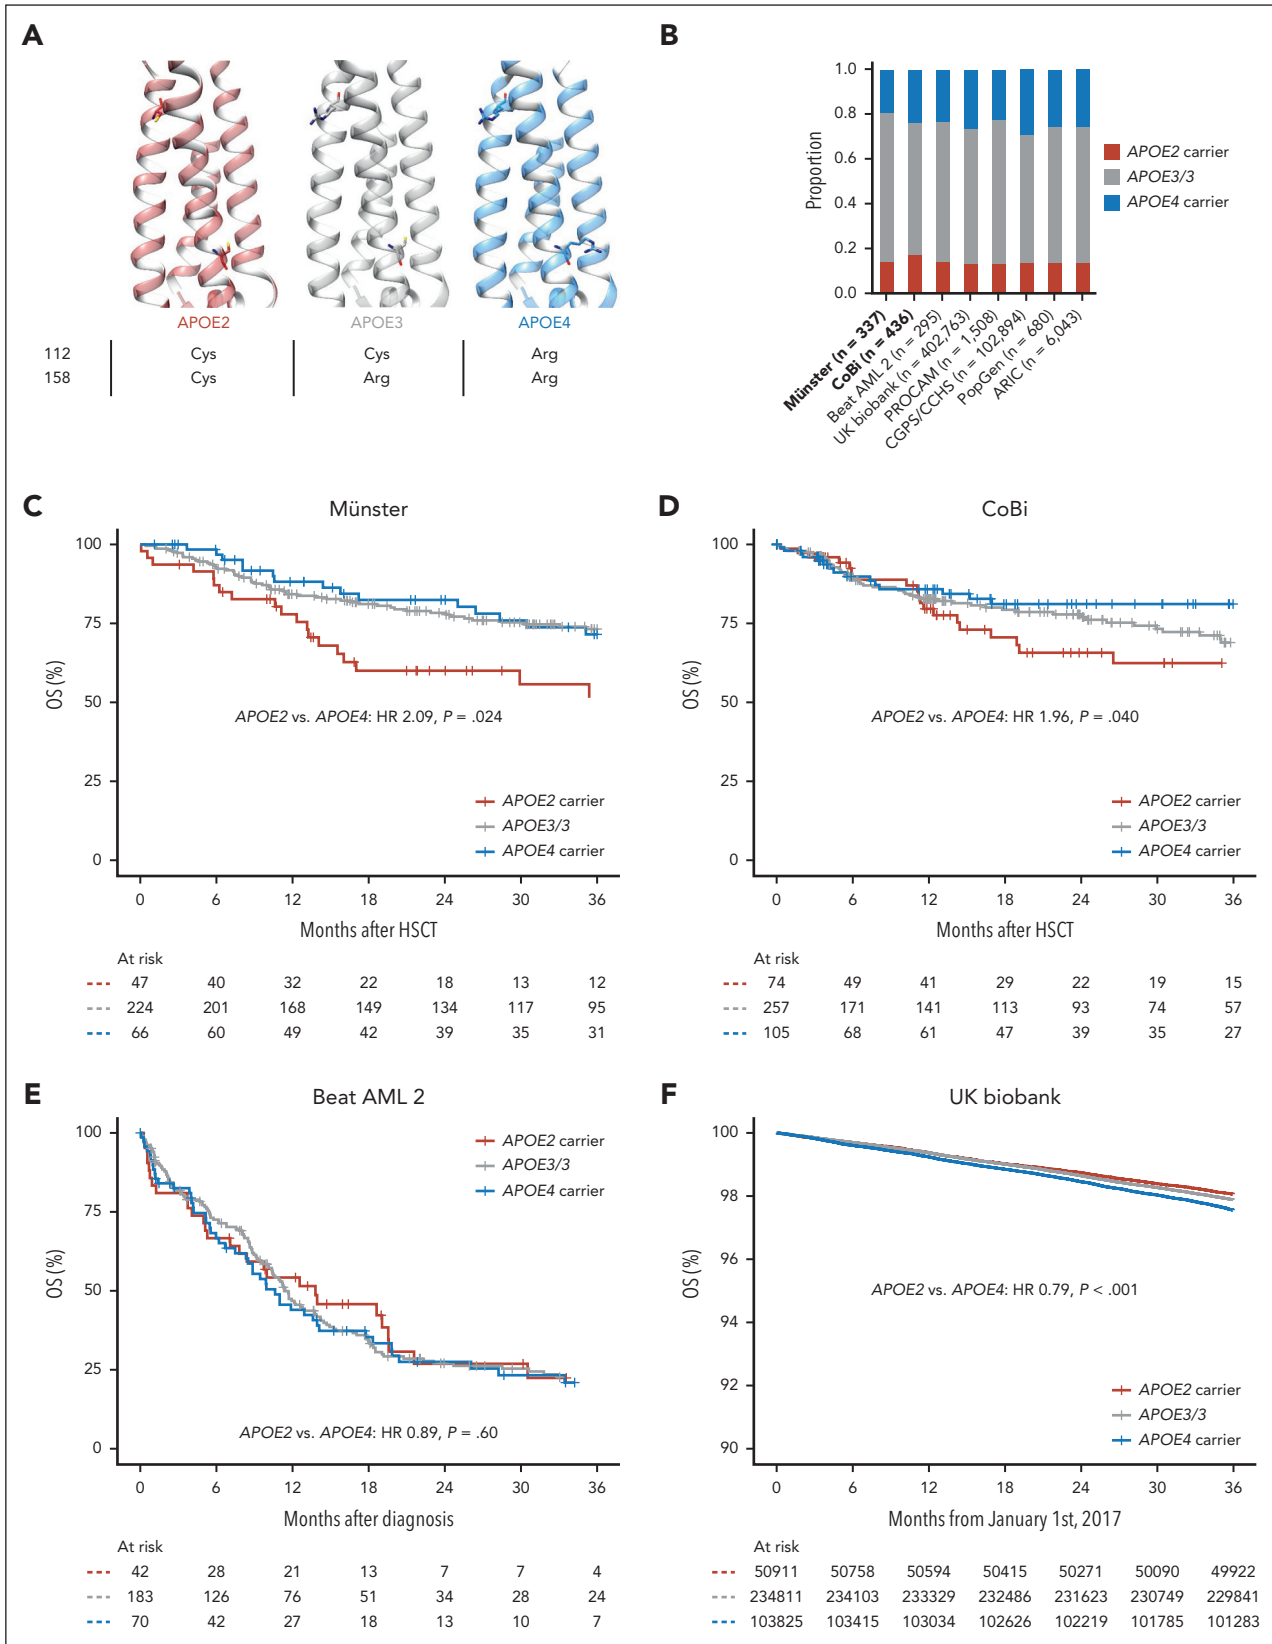 A
APOE2 APOE3 APOE4
112 Cys Cys Arg
158 Cys Arg Arg
B
Proportion
1.0
0.8
0.6
0.4
0.2
0.0
APOE2 carrier
APOE3/3
APOE4 carrier
Münster (n = 337)
CoBi (n = 436)
Beat AML 2 (n = 295)
UK biobank (n = 402,763)
PROCAM (n = 1,508)
CGPS/CCHS (n = 102,894)
PopGen (n = 680)
ARIC (n = 6,043)
C
Münster
OS (%)
100
75
50
25
0
APOE2 vs. APOE4: HR 2.09, P = .024
APOE2 carrier
APOE3/3
APOE4 carrier
0 6 12 18 24 30 36
Months after HSCT
At risk
47 40 32 22 18 13 12
224 201 168 149 134 117 95
66 60 49 42 39 35 31
D
CoBi
OS (%)
100
75
50
25
0
APOE2 vs. APOE4: HR 1.96, P = .040
APOE2 carrier
APOE3/3
APOE4 carrier
0 6 12 18 24 30 36
Months after HSCT
At risk
74 49 41 29 22 19 15
257 171 141 113 93 74 57
105 68 61 47 39 35 27
E
Beat AML 2
OS (%)
100
75
50
25
0
APOE2 carrier
APOE3/3
APOE4 carrier
APOE2 vs. APOE4: HR 0.89, P = .60
0 6 12 18 24 30 36
Months after diagnosis
At risk
42 28 21 13 7 7 4
183 126 76 51 34 28 24
70 42 27 18 13 10 7
F
UK biobank
OS (%)
100
98
96
94
92
90
APOE2 vs. APOE4: HR 0.79, P < .001
APOE2 carrier
APOE3/3
APOE4 carrier
0 6 12 18 24 30 36
Months from January 1st, 2017
At risk
50911 50758 50594 50415 50271 50090 49922
234811 234103 233329 232486 231623 230749 229841
103825 103415 103034 102626 102219 101785 101283